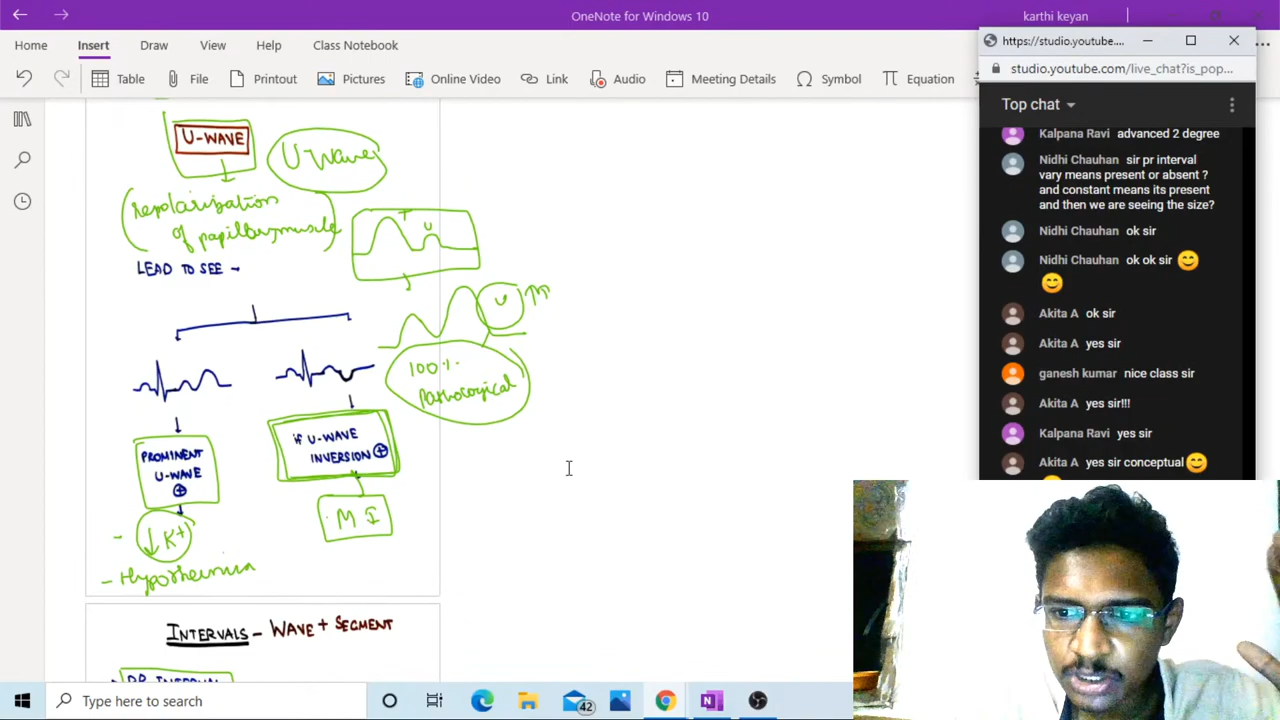 OneNote for Windows 10
karthi keyan
Home
Insert
Draw
View
Help
Class Notebook
Table
File
Printout
Pictures
Online Video
Link
Audio
Meeting Details
Symbol
Equation
U-WAVE
U-Wave
repolarization
of papillary muscle
T
U
LEAD TO SEE -
U
100%
Pathological
PROMINENT
U-WAVE
+
if U-WAVE
INVERSION +
- ↓K+
- Hypothermia
MI
INTERVALS - WAVE + SEGMENT
PR INTERVAL
https://studio.youtube....
studio.youtube.com/live_chat?is_pop...
Top chat
Kalpana Ravi advanced 2 degree
Nidhi Chauhan sir pr interval
vary means present or absent ?
and constant means its present
and then we are seeing the size?
Nidhi Chauhan ok sir
Nidhi Chauhan ok ok sir 😊
😊
Akita A ok sir
Akita A yes sir
ganesh kumar nice class sir
Akita A yes sir!!!
Kalpana Ravi yes sir
Akita A yes sir conceptual 😊
Type here to search
42